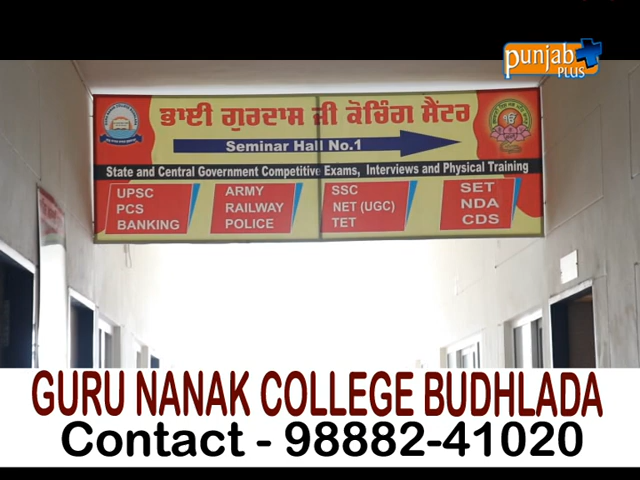 punjab
PLUS
ਭਾਈ ਗੁਰਦਾਸ ਜੀ ਕੋਚਿੰਗ ਸੈਂਟਰ
Seminar Hall No.1
State and Central Government Competitive Exams, Interviews and Physical Training
UPSC
PCS
BANKING
ARMY
RAILWAY
POLICE
SSC
NET (UGC)
TET
SET
NDA
CDS
GURU NANAK COLLEGE BUDHLADA
Contact - 98882-41020